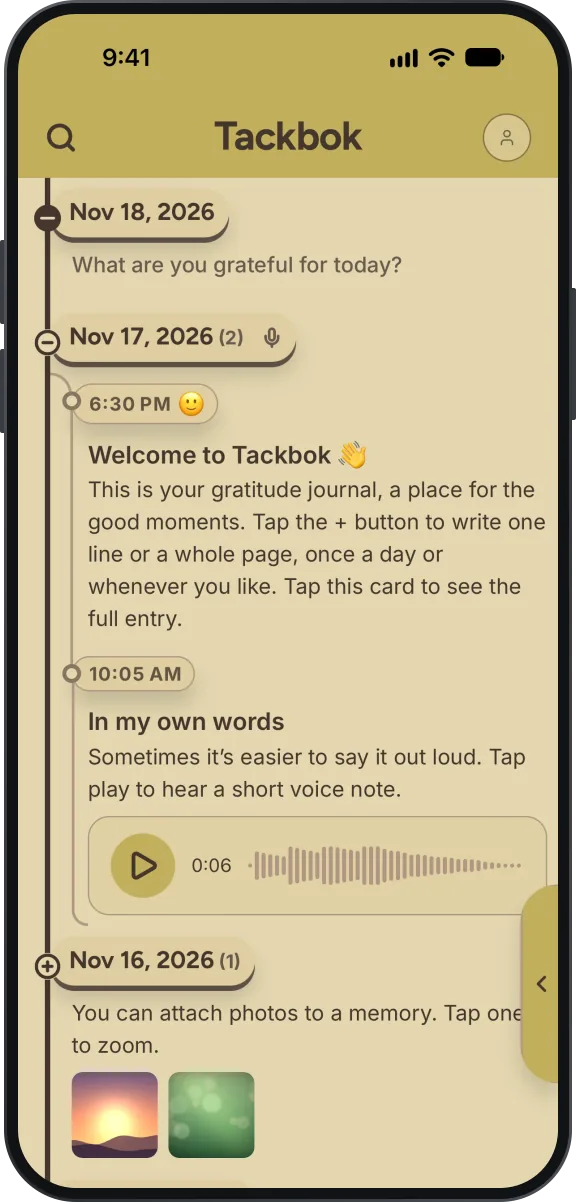 9:41
Tackbok
Nov 18, 2026
What are you grateful for today?
Nov 17, 2026 (2)
6:30 PM 🙂
Welcome to Tackbok 👋
This is your gratitude journal, a place for the
good moments. Tap the + button to write one
line or a whole page, once a day or
whenever you like. Tap this card to see the
full entry.
10:05 AM
In my own words
Sometimes it’s easier to say it out loud. Tap
play to hear a short voice note.
0:06
Nov 16, 2026 (1)
You can attach photos to a memory. Tap one
to zoom.